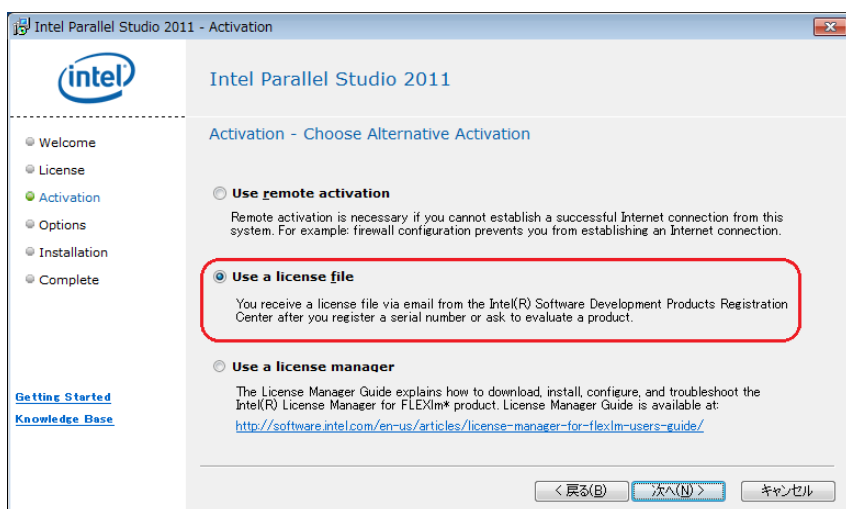 Intel Parallel Studio 2011 - Activation
intel
Intel Parallel Studio 2011
Welcome
License
Activation
Options
Installation
Complete
Getting Started
Knowledge Base
Activation - Choose Alternative Activation
Use remote activation
Remote activation is necessary if you cannot establish a successful Internet connection from this
system. For example: firewall configuration prevents you from establishing an Internet connection.
Use a license file
You receive a license file via email from the Intel(R) Software Development Products Registration
Center after you register a serial number or ask to evaluate a product.
Use a license manager
The License Manager Guide explains how to download, install, configure, and troubleshoot the
Intel(R) License Manager for FLEXlm* product. License Manager Guide is available at:
http://software.intel.com/en-us/articles/license-manager-for-flexlm-users-guide/
< 戻る(B)
次へ(N) >
キャンセル